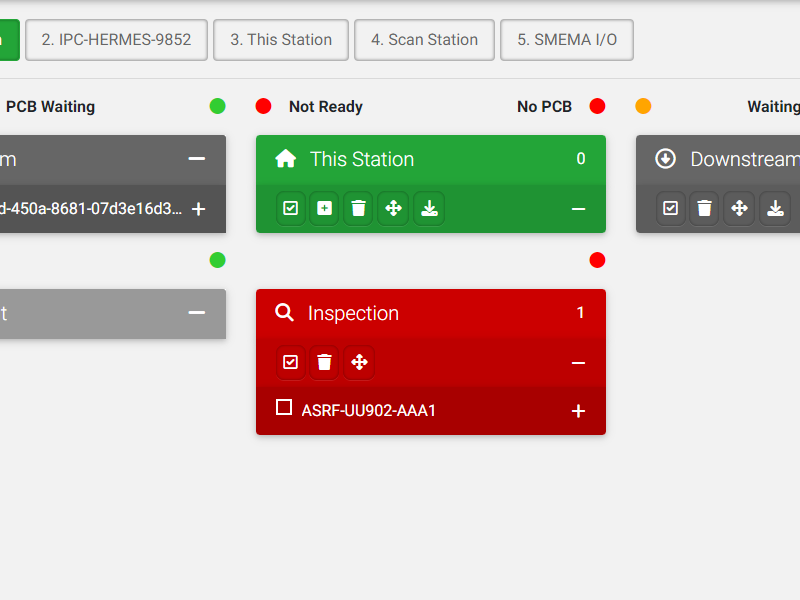 2. IPC-HERMES-9852
3. This Station
4. Scan Station
5. SMEMA I/O
PCB Waiting
Not Ready
No PCB
Waiting
m
This Station
0
Downstream
d-450a-8681-07d3e16d3...
t
Inspection
1
ASRF-UU902-AAA1